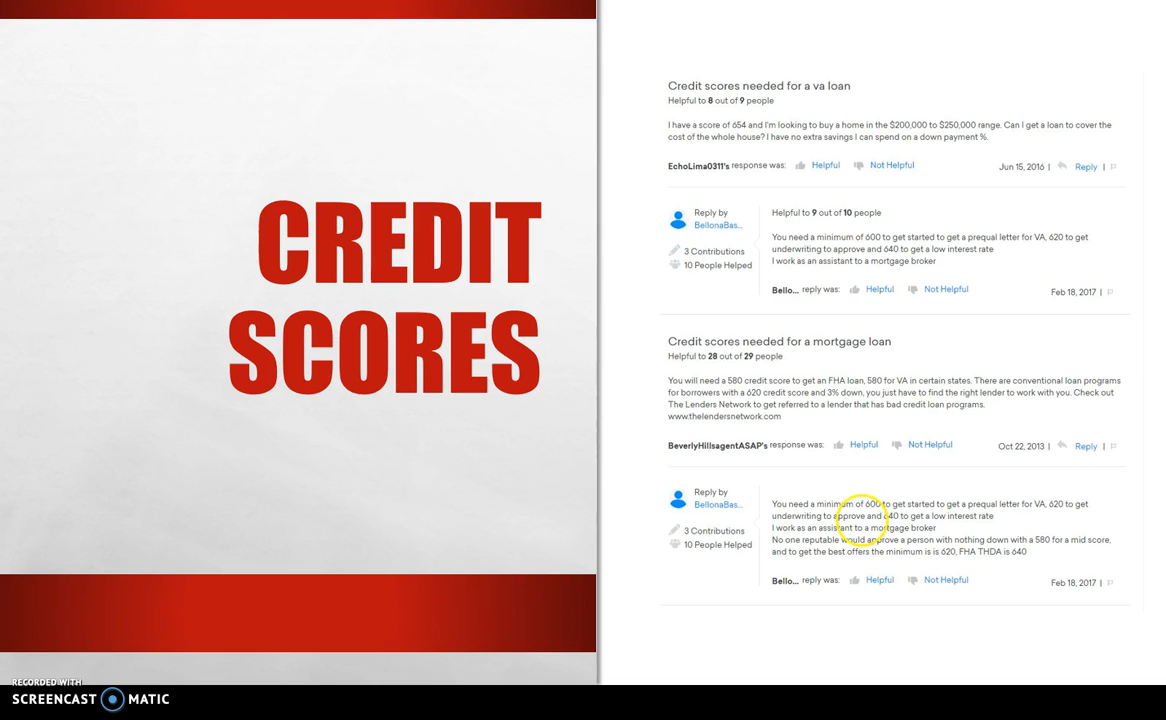 CREDIT
SCORES
Credit scores needed for a va loan
Helpful to 8 out of 9 people
I have a score of 654 and I'm looking to buy a home in the $200,000 to $250,000 range. Can I get a loan to cover the
cost of the whole house? I have no extra savings I can spend on a down payment %.
EchoLima0311's response was: Helpful Not Helpful Jun 15, 2016 | Reply |
Reply by
BellonaBas...
3 Contributions
10 People Helped
Helpful to 9 out of 10 people
You need a minimum of 600 to get started to get a prequal letter for VA, 620 to get
underwriting to approve and 640 to get a low interest rate
I work as an assistant to a mortgage broker
Bello... reply was: Helpful Not Helpful Feb 18, 2017 |
Credit scores needed for a mortgage loan
Helpful to 28 out of 29 people
You will need a 580 credit score to get an FHA loan, 580 for VA in certain states. There are conventional loan programs
for borrowers with a 620 credit score and 3% down, you just have to find the right lender to work with you. Check out
The Lenders Network to get referred to a lender that has bad credit loan programs.
www.thelendersnetwork.com
BeverlyHillsagentASAP's response was: Helpful Not Helpful Oct 22, 2013 | Reply |
Reply by
BellonaBas...
3 Contributions
10 People Helped
You need a minimum of 600 to get started to get a prequal letter for VA, 620 to get
underwriting to approve and 640 to get a low interest rate
I work as an assistant to a mortgage broker
No one reputable would approve a person with nothing down with a 580 for a mid score,
and to get the best offers the minimum is is 620, FHA THDA is 640
Bello... reply was: Helpful Not Helpful Feb 18, 2017 |
RECORDED WITH
SCREENCAST MATIC